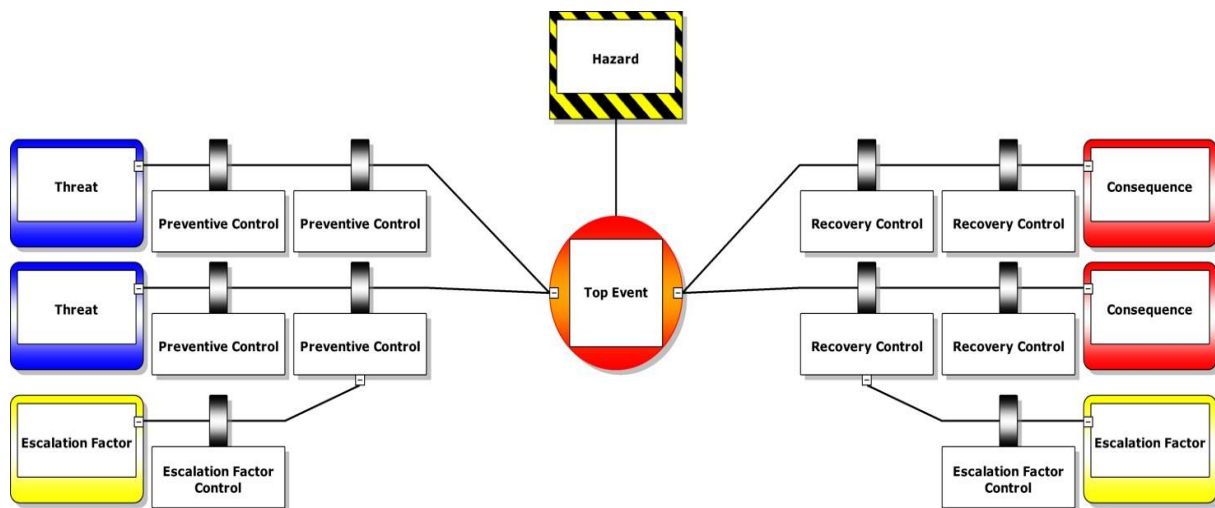 Hazard
Threat
Preventive Control
Preventive Control
Recovery Control
Recovery Control
Consequence
Top Event
Threat
Preventive Control
Preventive Control
Recovery Control
Recovery Control
Consequence
Escalation Factor
Escalation Factor
Control
Escalation Factor
Control
Escalation Factor